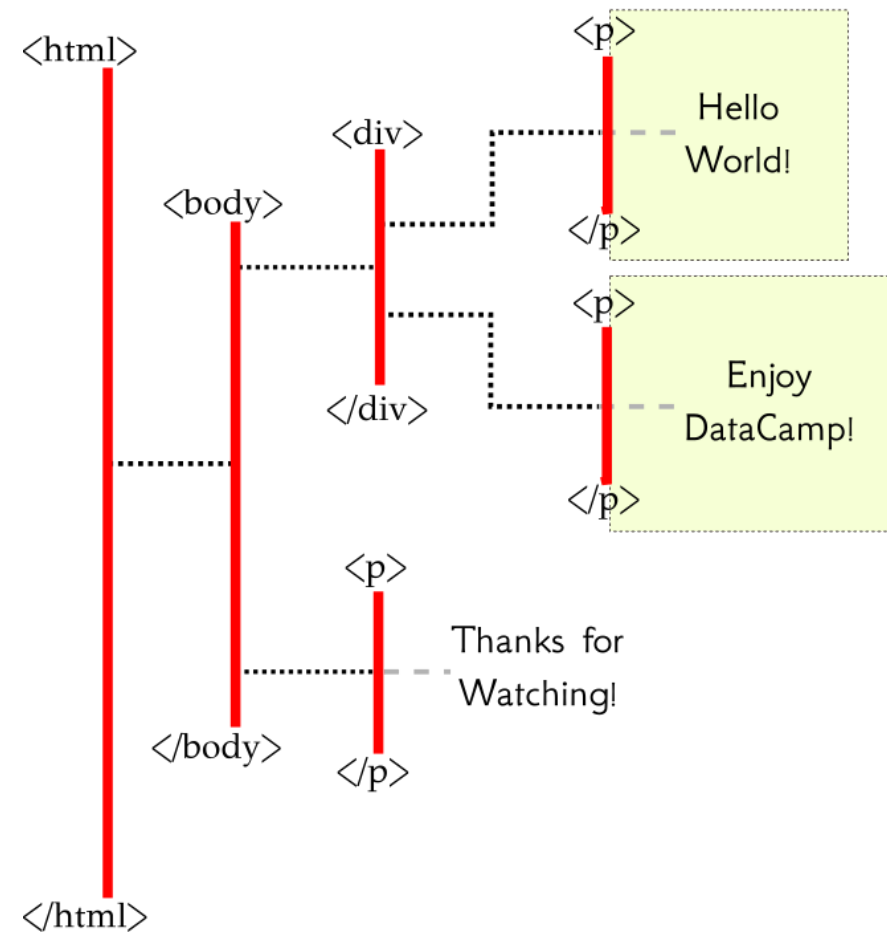 <html>
<body>
<div>
<p>
Hello
World!
</p>
<p>
Enjoy
DataCamp!
</p>
</div>
<p>
Thanks for
Watching!
</p>
</body>
</html>